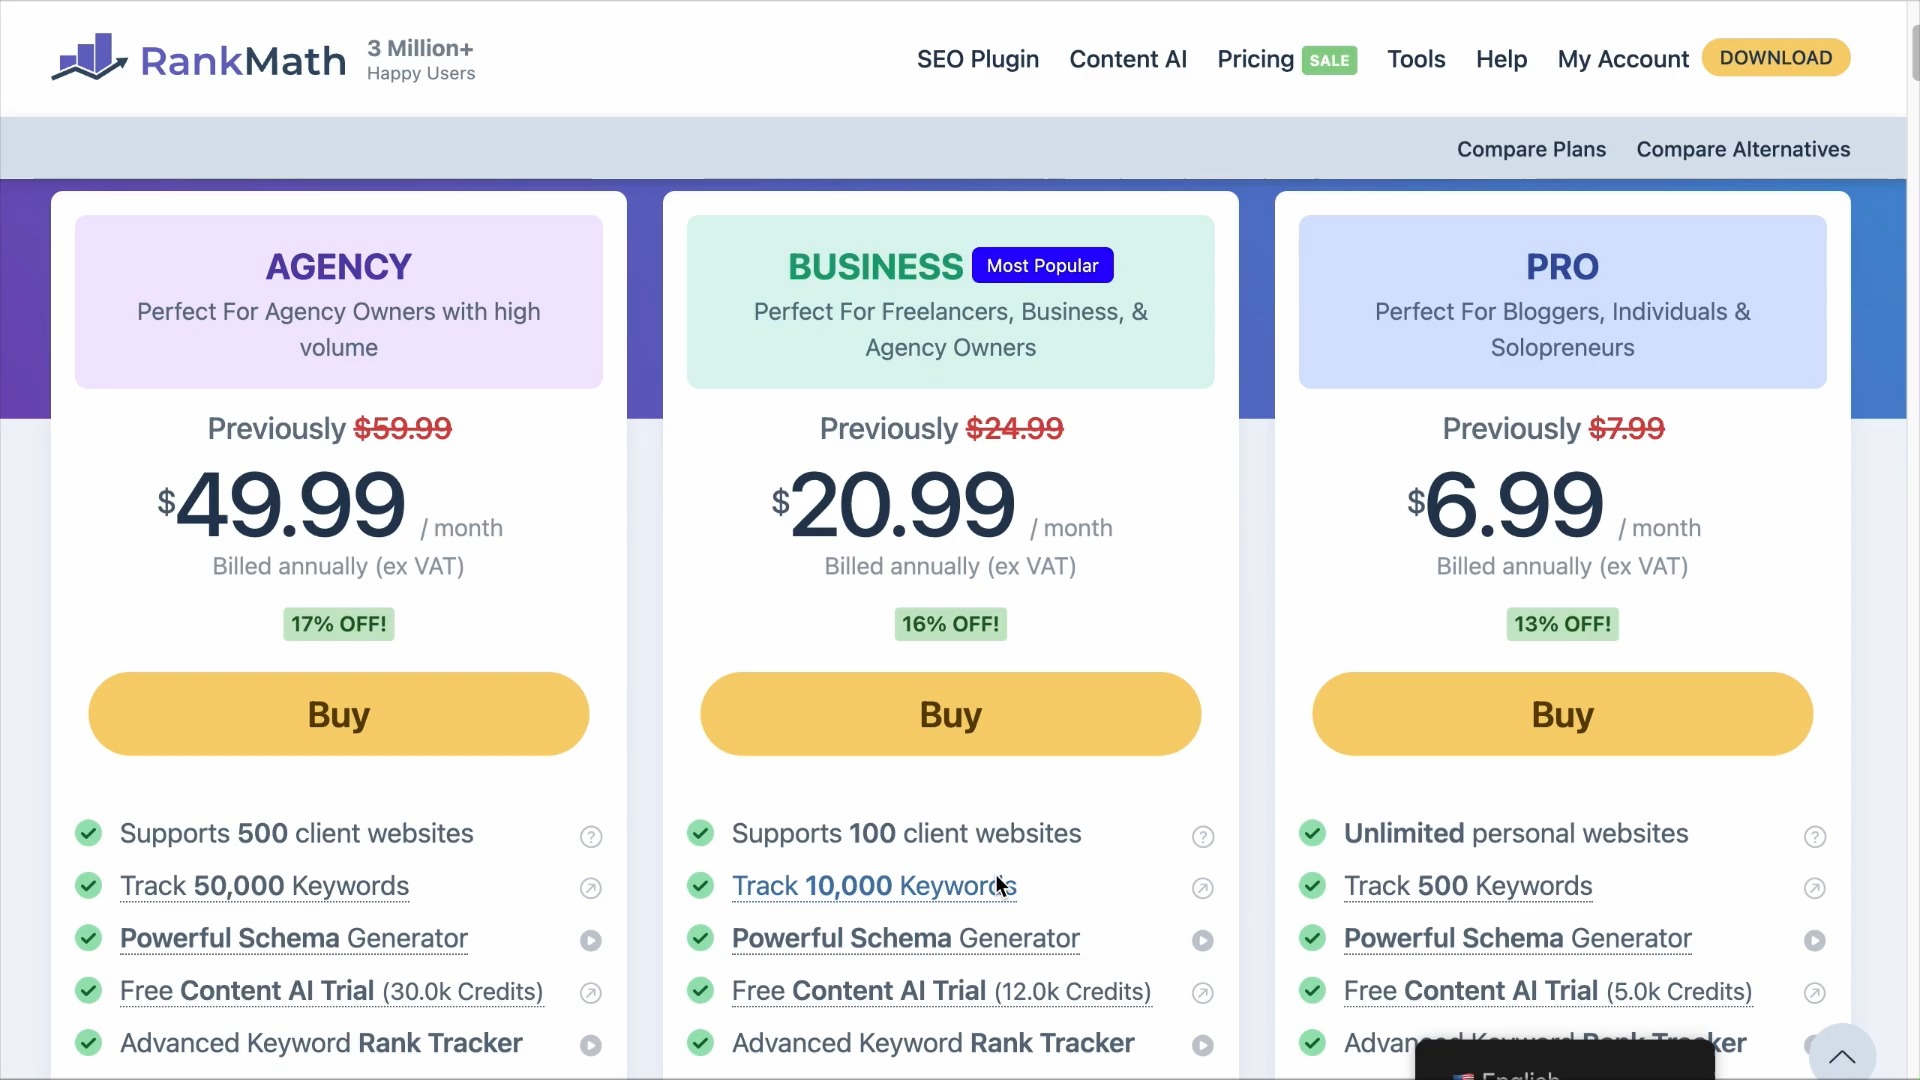 RankMath
3 Million+
Happy Users
SEO Plugin
Content AI
Pricing SALE
Tools
Help
My Account
DOWNLOAD
Compare Plans
Compare Alternatives
AGENCY
Perfect For Agency Owners with high
volume
Previously $59.99
$49.99 / month
Billed annually (ex VAT)
17% OFF!
Buy
Supports 500 client websites
Track 50,000 Keywords
Powerful Schema Generator
Free Content AI Trial (30.0k Credits)
Advanced Keyword Rank Tracker
BUSINESS Most Popular
Perfect For Freelancers, Business, &
Agency Owners
Previously $24.99
$20.99 / month
Billed annually (ex VAT)
16% OFF!
Buy
Supports 100 client websites
Track 10,000 Keywords
Powerful Schema Generator
Free Content AI Trial (12.0k Credits)
Advanced Keyword Rank Tracker
PRO
Perfect For Bloggers, Individuals &
Solopreneurs
Previously $7.99
$6.99 / month
Billed annually (ex VAT)
13% OFF!
Buy
Unlimited personal websites
Track 500 Keywords
Powerful Schema Generator
Free Content AI Trial (5.0k Credits)
Advanced Keyword Rank Tracker
English